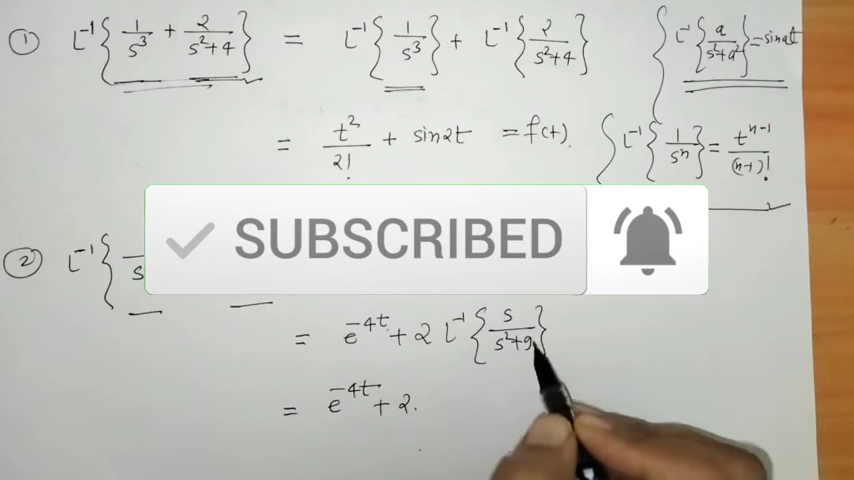 ① L⁻¹{1/s³ + 2/s²+4} = L⁻¹{1/s³} + L⁻¹{2/s²+4} {L⁻¹{a/s²+a²} = sinat
= t²/2! + sin2t = f(t). {L⁻¹{1/sⁿ} = tⁿ⁻¹/(n-1)!
SUBSCRIBED
② L⁻¹{ s
= e⁻⁴ᵗ + 2 L⁻¹{s/s²+9}
= e⁻⁴ᵗ + 2.